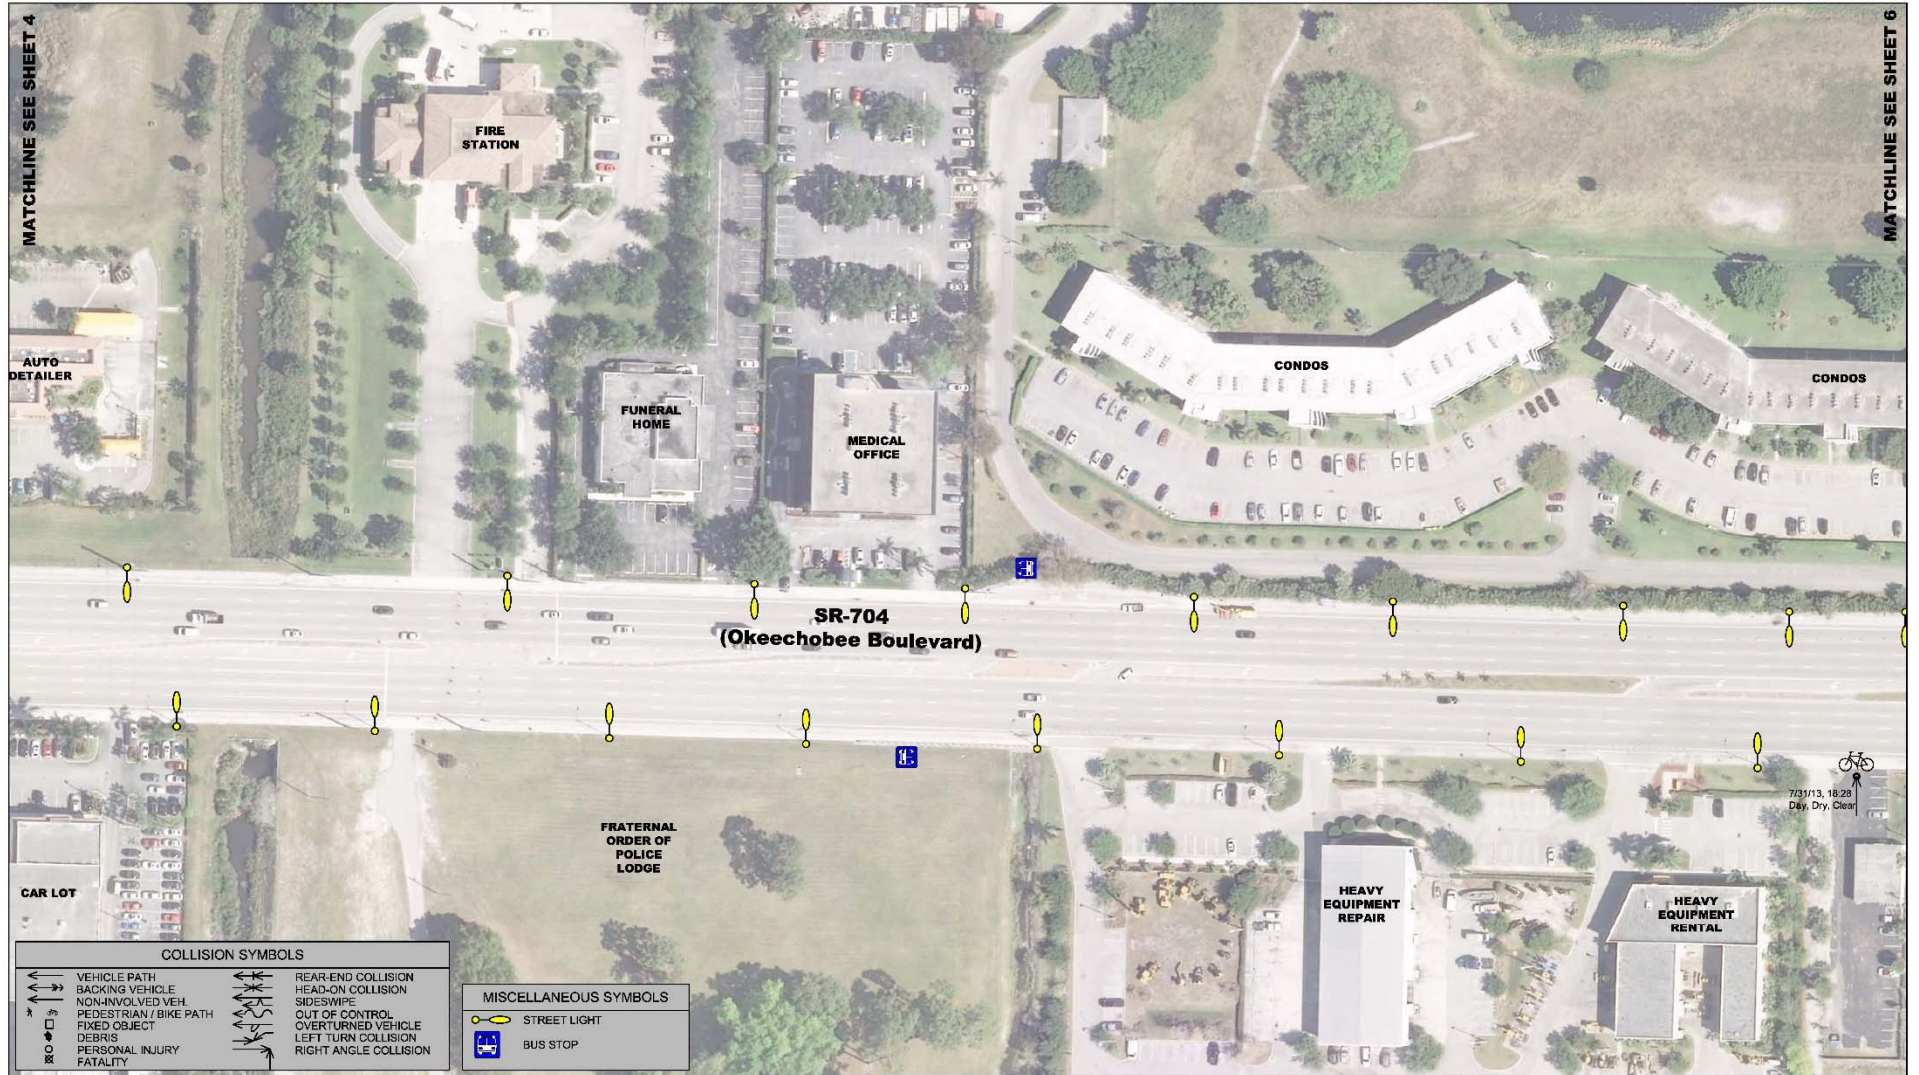 MATCHLINE SEE SHEET 4
MATCHLINE SEE SHEET 6
FIRE
STATION
AUTO
DETAILER
FUNERAL
HOME
MEDICAL
OFFICE
CONDOS
CONDOS
SR-704
(Okeechobee Boulevard)
7/31/13, 18:28
Day, Dry, Clear
FRATERNAL
ORDER OF
POLICE
LODGE
CAR LOT
HEAVY
EQUIPMENT
REPAIR
HEAVY
EQUIPMENT
RENTAL
COLLISION SYMBOLS
VEHICLE PATH
BACKING VEHICLE
NON-INVOLVED VEH.
PEDESTRIAN / BIKE PATH
FIXED OBJECT
DEBRIS
PERSONAL INJURY
FATALITY
REAR-END COLLISION
HEAD-ON COLLISION
SIDESWIPE
OUT OF CONTROL
OVERTURNED VEHICLE
LEFT TURN COLLISION
RIGHT ANGLE COLLISION
MISCELLANEOUS SYMBOLS
STREET LIGHT
BUS STOP